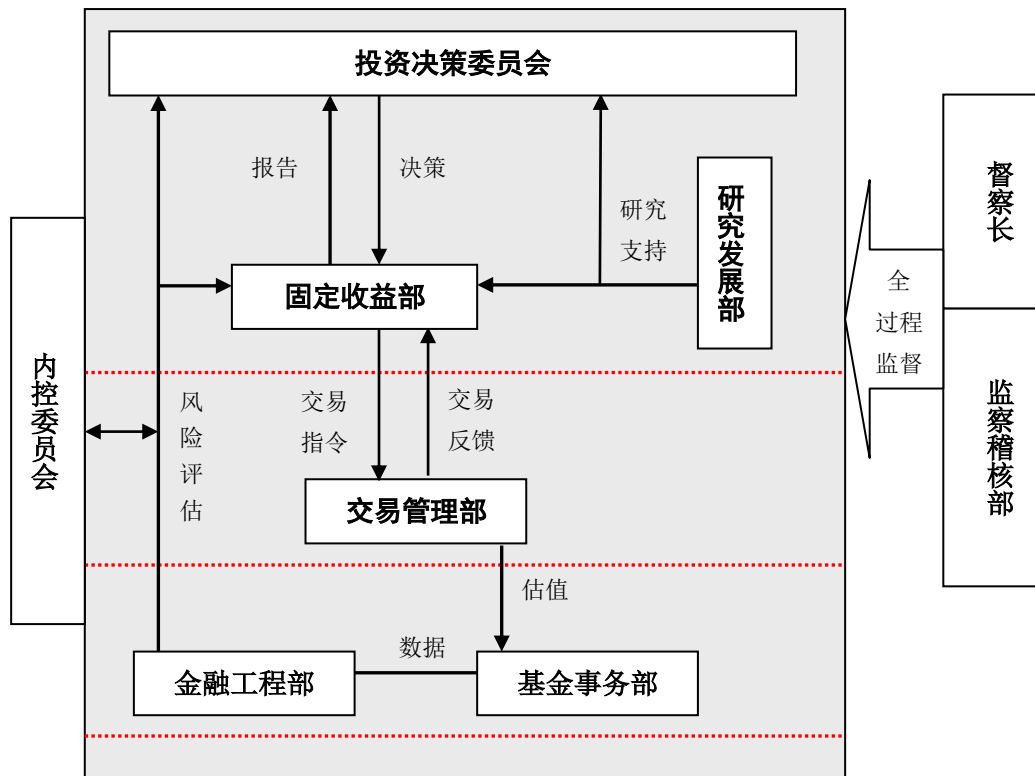 投资决策委员会
报告
决策
研究
支持
研究发展部
督察长
固定收益部
全
过程
监督
内控委员会
风
险
评
估
交易
指令
交易
反馈
监察稽核部
交易管理部
估值
数据
金融工程部
基金事务部